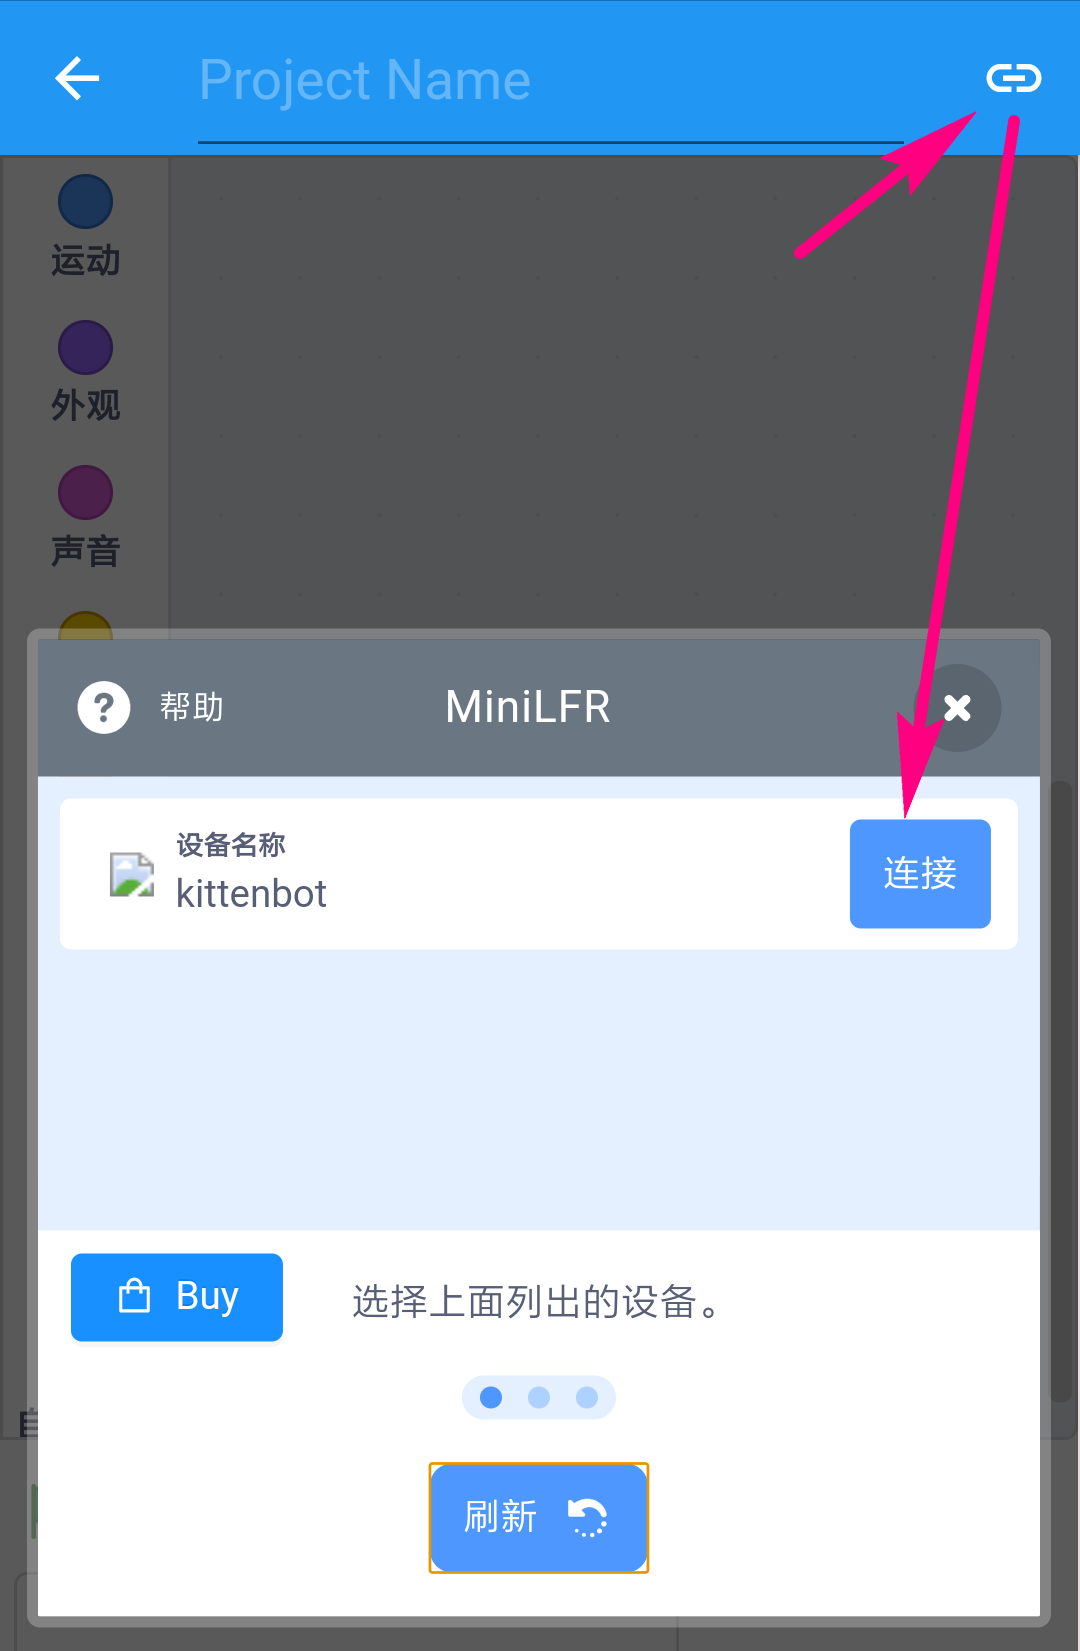 Project Name
运动
外观
声音
? 帮助
MiniLFR
设备名称
kittenbot
连接
Buy
选择上面列出的设备。
刷新